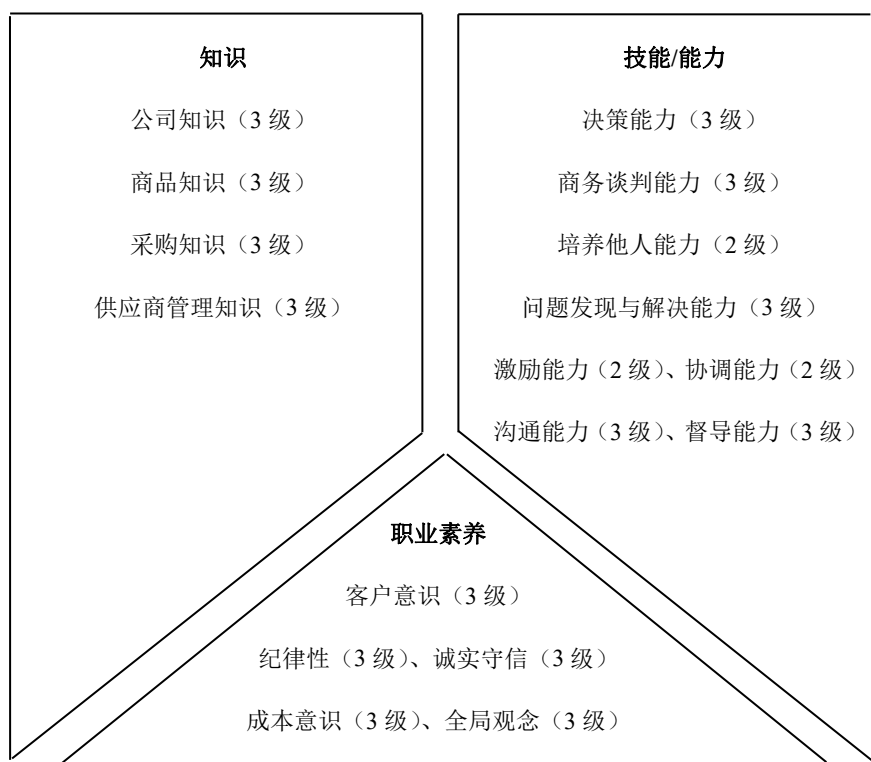 知识
公司知识（3 级）
商品知识（3 级）
采购知识（3 级）
供应商管理知识（3 级）
技能/能力
决策能力（3 级）
商务谈判能力（3 级）
培养他人能力（2 级）
问题发现与解决能力（3 级）
激励能力（2 级）、协调能力（2 级）
沟通能力（3 级）、督导能力（3 级）
职业素养
客户意识（3 级）
纪律性（3 级）、诚实守信（3 级）
成本意识（3 级）、全局观念（3 级）